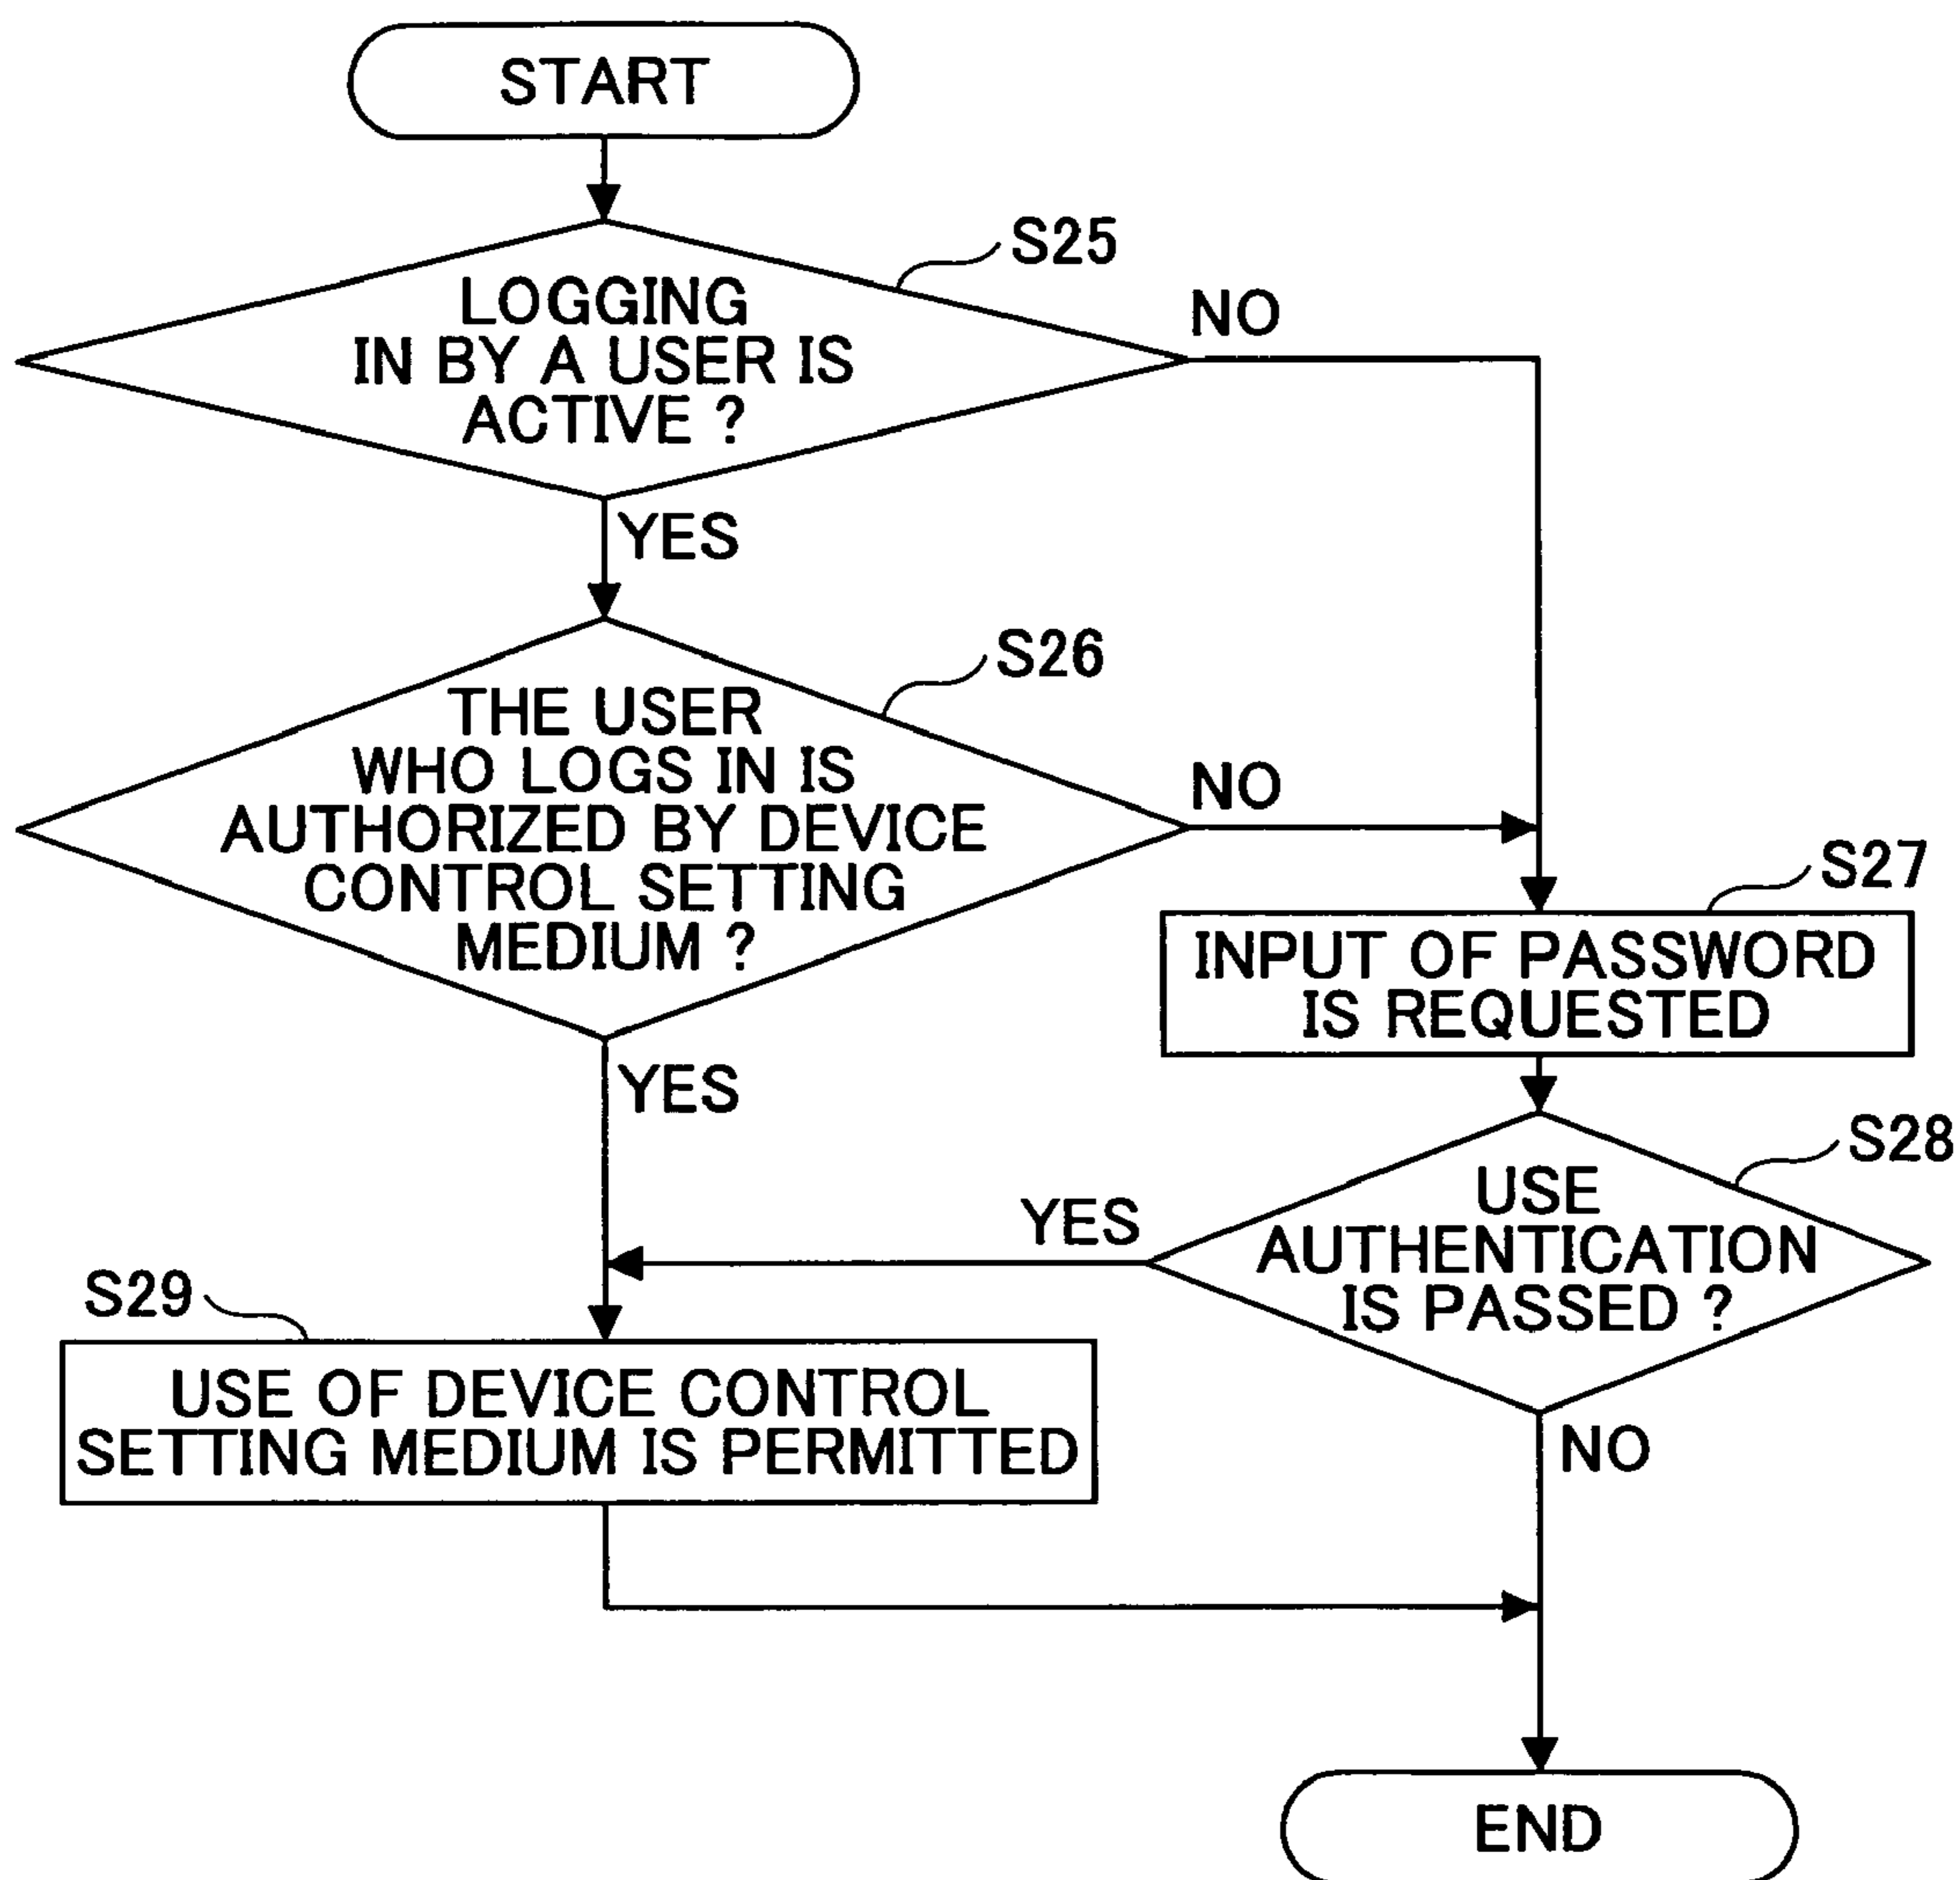 START
S25
LOGGING
IN BY A USER IS
ACTIVE ?
NO
YES
S26
THE USER
WHO LOGS IN IS
AUTHORIZED BY DEVICE
CONTROL SETTING
MEDIUM ?
NO
YES
S27
INPUT OF PASSWORD
IS REQUESTED
S28
USE
AUTHENTICATION
IS PASSED ?
YES
NO
S29
USE OF DEVICE CONTROL
SETTING MEDIUM IS PERMITTED
END